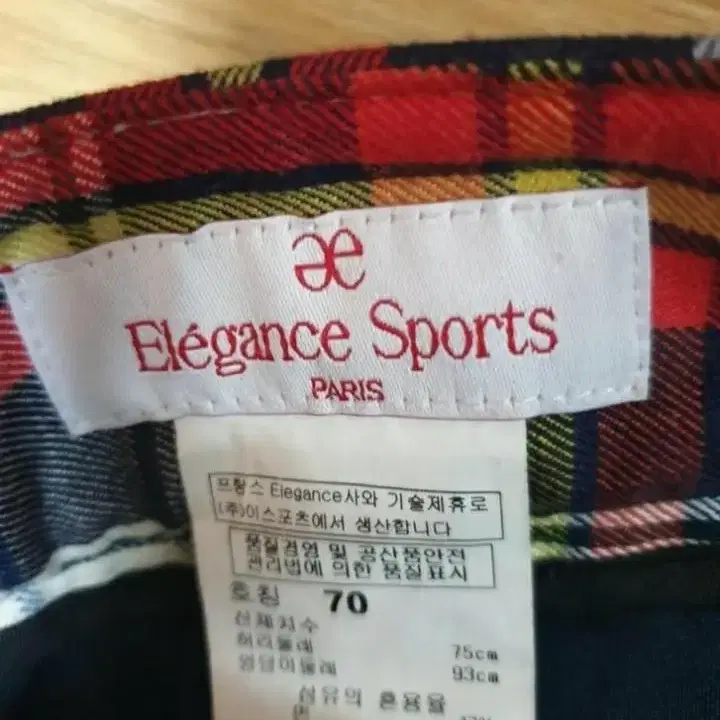 æ
Elégance Sports
PARIS
프랑스 Elegance사와 기술제휴로
(주)이스포츠에서 생산합니다
품질경영 및 공산품안전
관리법에 의한 품질표시
호칭 70
신체치수
허리둘레 75cm
엉덩이둘레 93cm
섬유의 혼용율